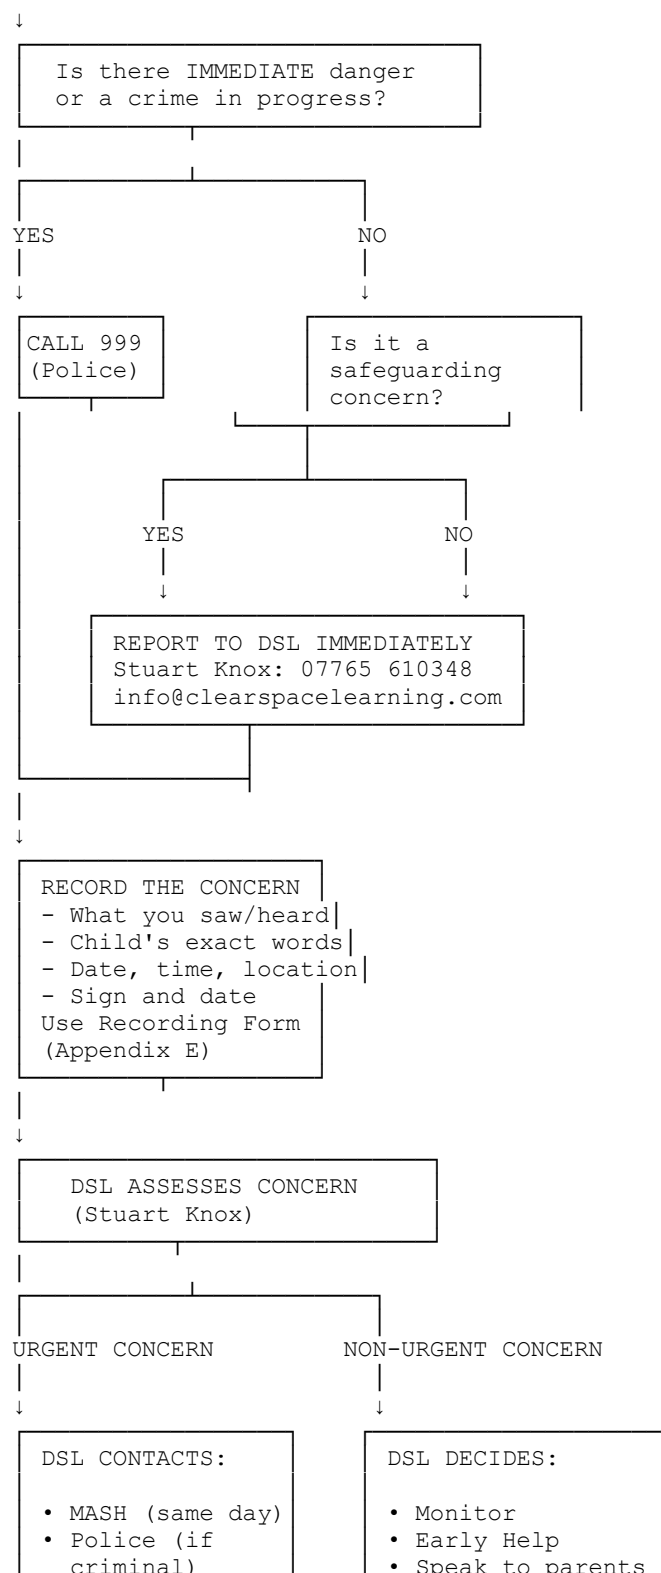 Is there IMMEDIATE danger
or a crime in progress?
YES NO
CALL 999
(Police)
Is it a
safeguarding
concern?
YES NO
REPORT TO DSL IMMEDIATELY
Stuart Knox: 07765 610348
info@clearspacelearning.com
RECORD THE CONCERN
- What you saw/heard
- Child's exact words
- Date, time, location
- Sign and date
Use Recording Form
(Appendix E)
DSL ASSESSES CONCERN
(Stuart Knox)
URGENT CONCERN NON-URGENT CONCERN
DSL CONTACTS:
• MASH (same day)
• Police (if
criminal)
DSL DECIDES:
• Monitor
• Early Help
• Speak to parents